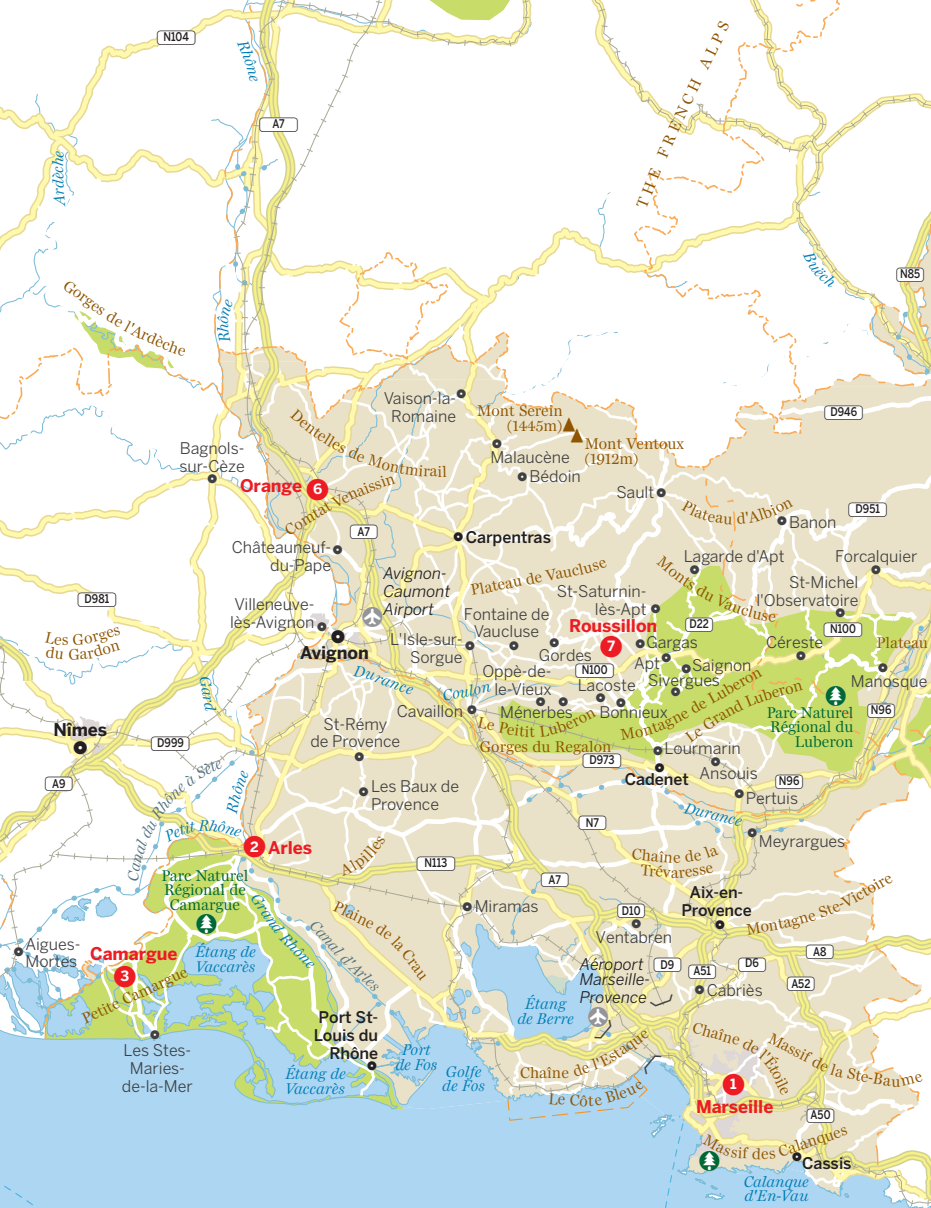 N104
Rhône
A7
THE FRENCH ALPS
Ardèche
Buëch
N85
Gorges de l'Ardèche
Rhône
Vaison-la-
Romaine
Mont Serein
(1445m)
Mont Ventoux
(1912m)
D946
Dentelles de Montmirail
Malaucène
Bédoin
Bagnols-
sur-Cèze
Orange
6
Comtat Venaissin
Sault
Plateau d'Albion
Banon
D951
A7
Carpentras
Châteauneuf-
du-Pape
Avignon-
Caumont
Airport
Plateau de Vaucluse
Lagarde d'Apt
Forcalquier
Monts du Vaucluse
St-Michel
l'Observatoire
D981
Villeneuve-
lès-Avignon
St-Saturnin-
lès-Apt
Fontaine de
Vaucluse
Roussillon
7
D22
N100
Les Gorges
du Gardon
Avignon
L'Isle-sur-
Sorgue
Gordes
Gargas
Céreste
Plateau
N100
Apt
Saignon
Manosque
Oppè-de-
le-Vieux
Lacoste
Sivergues
Durance
Coulon
Gard
Cavaillon
Ménerbes
Bonnieux
Montagne de Luberon
Le Grand Luberon
Parc Naturel
Régional du
Luberon
N96
Le Peitit Luberon
Gorges du Regalon
Nîmes
D999
St-Rémy
de Provence
Lourmarin
D973
Cadenet
Ansouis
A9
Canal du Rhône à Sète
Rhône
Les Baux de
Provence
N96
Pertuis
Durance
Petit Rhône
N7
Meyrargues
2
Arles
Alpilles
N113
Chaîne de la
Trévaresse
Parc Naturel
Régional de
Camargue
A7
Aix-en-
Provence
Montagne Ste-Victoire
Grand Rhône
Canal d'Arles
Plaine de la Crau
Miramas
D10
Ventabren
Aigues-
Mortes
Camargue
3
Étang de
Vaccarès
Aéroport
Marseille-
Provence
D9
A51
D6
A8
A52
Cabriès
Petite Camargue
Étang
de Berre
Port St-
Louis du
Rhône
Les Stes-
Maries-
de-la-Mer
Étang de
Vaccarès
Port
de Fos
Golfe
de Fos
Chaîne de l'Estaque
Chaîne de l'Étoile
Massif de la Ste-Baume
Le Côte Bleue
1
Marseille
A50
Massif des Calanques
Cassis
Calanque
d'En-Vau